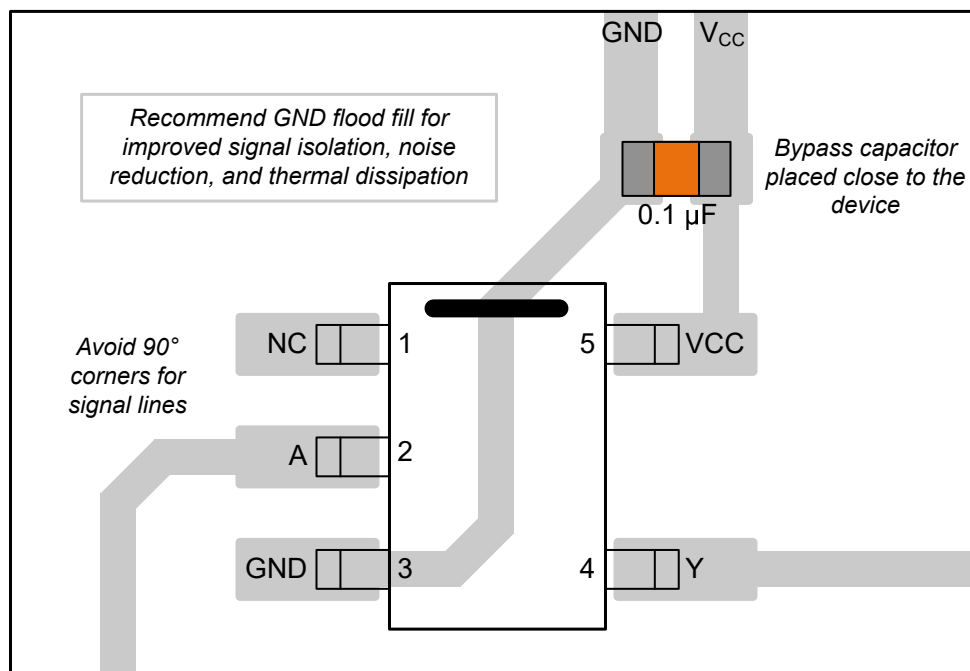 GND
VCC
Recommend GND flood fill for
improved signal isolation, noise
reduction, and thermal dissipation
Bypass capacitor
placed close to the
device
0.1 µF
NC
1
5
VCC
Avoid 90°
corners for
signal lines
A
2
GND
3
4
Y